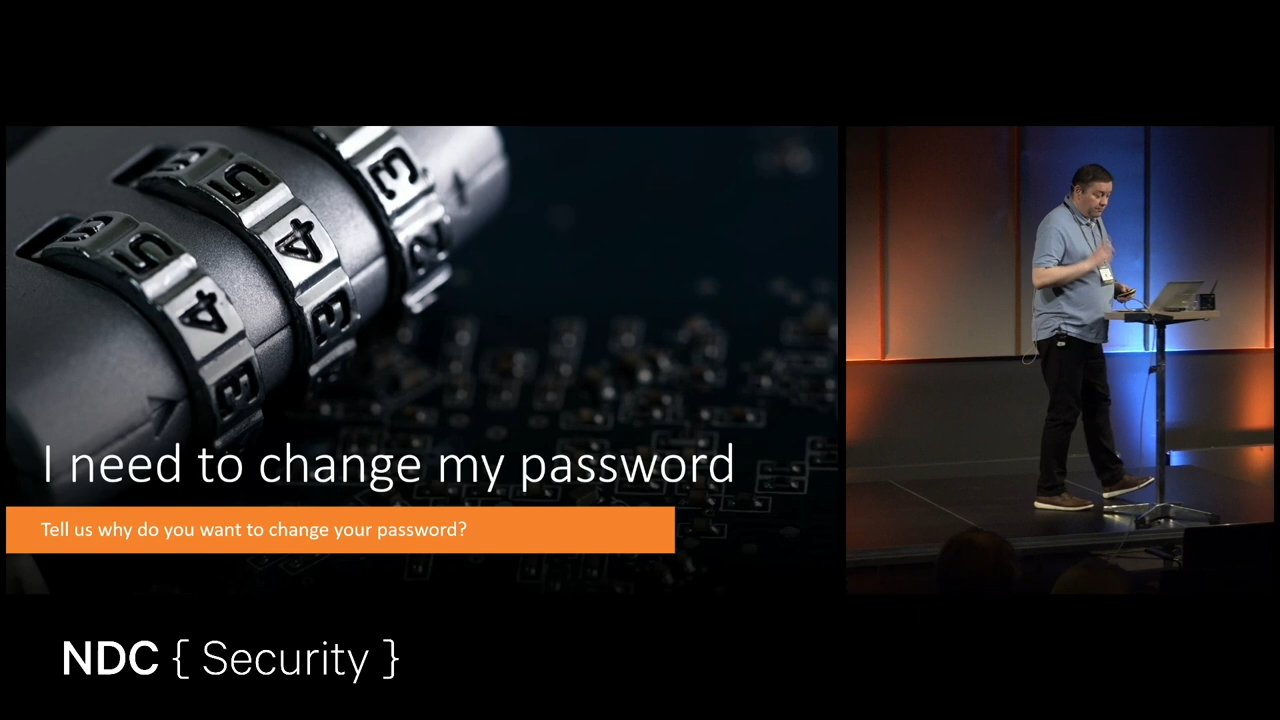 I need to change my password
Tell us why do you want to change your password?
NDC { Security }